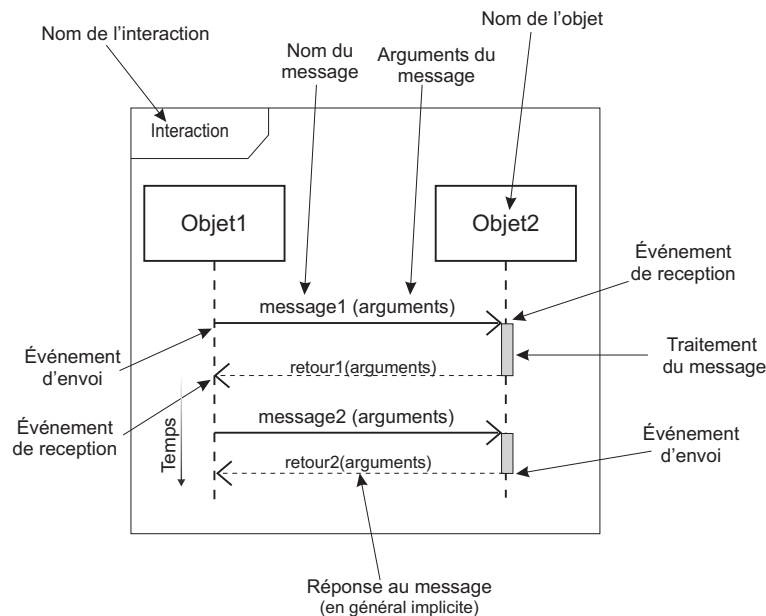 Nom de l'objet
Nom de l'interaction
Nom du
message
Arguments du
message
Interaction
Objet1
Objet2
Événement
de reception
message1 (arguments)
Événement
d'envoi
Traitement
du message
retour1(arguments)
Événement
de reception
Temps
message2 (arguments)
Événement
d'envoi
retour2(arguments)
Réponse au message
(en général implicite)